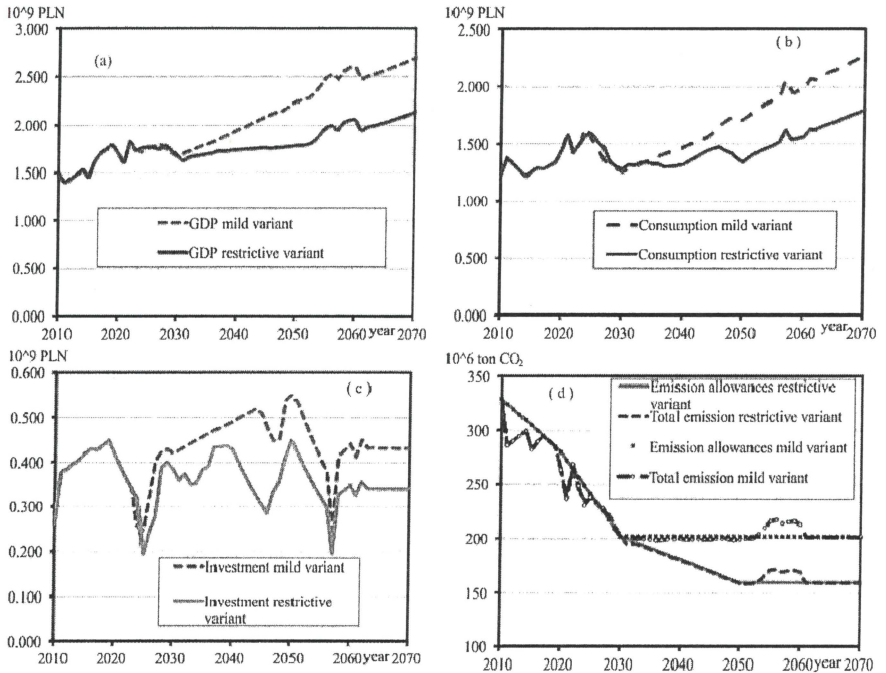 10^9 PLN
3.000
2.500
2.000
1.500
1.000
0.500
0.000
(a)
GDP mild variant
GDP restrictive variant
2010 2020 2030 2040 2050 2060 year 2070
10^9 PLN
2.500
2.000
1.500
1.000
0.500
0.000
( b )
Consumption mild variant
Consumption restrictive variant
2010 2020 2030 2040 2050 2060 year 2070
10^9 PLN
0.600
0.500
0.400
0.300
0.200
0.100
0.000
( c )
Investment mild variant
Investment restrictive
variant
2010 2020 2030 2040 2050 2060 year 2070
10^6 ton CO₂
350
300
250
200
150
100
( d )
Emission allowances restrictive
variant
Total emission restrictive variant
Emission allowances mild variant
Total emission mild variant
2010 2020 2030 2040 2050 2060 year 2070